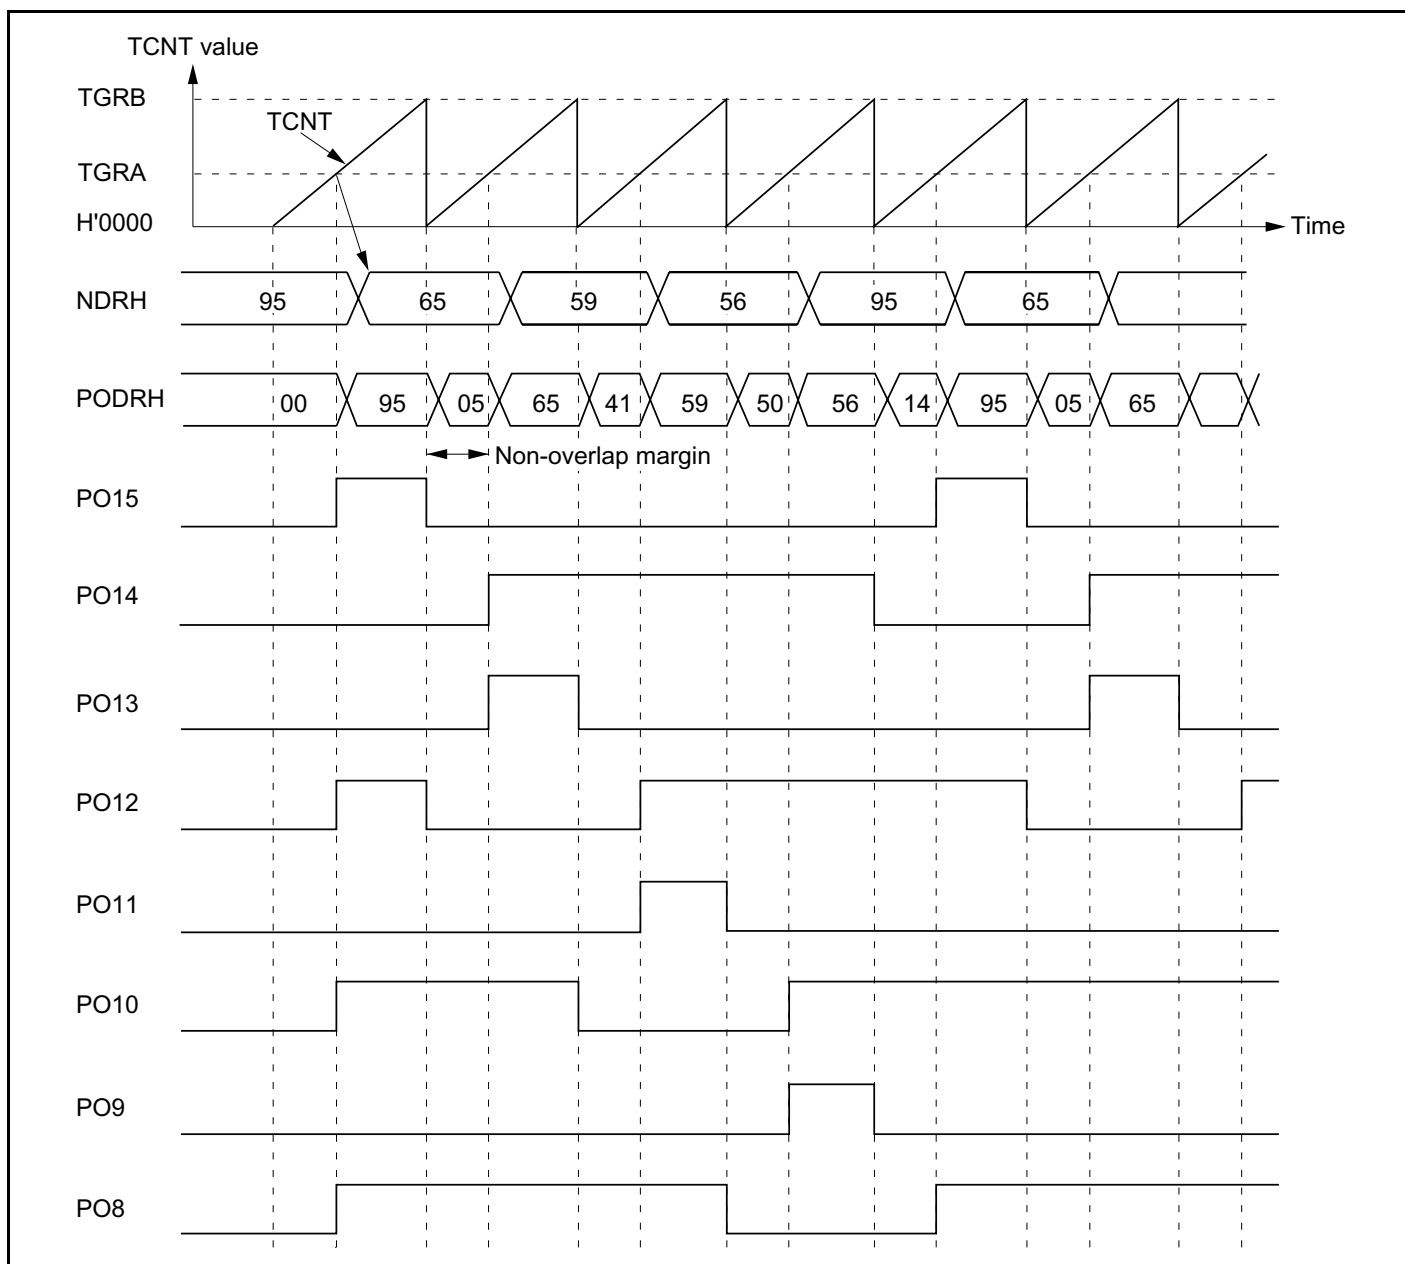 TCNT value
TGRB
TCNT
TGRA
H'0000
Time
NDRH 95 65 59 56 95 65
PODRH 00 95 05 65 41 59 50 56 14 95 05 65
Non-overlap margin
PO15
PO14
PO13
PO12
PO11
PO10
PO9
PO8